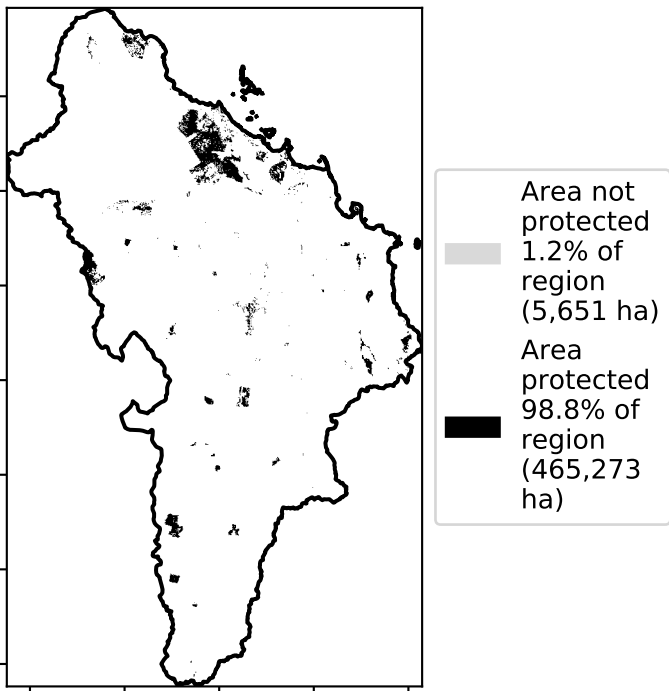 Area not
protected
1.2% of
region
(5,651 ha)
Area
protected
98.8% of
region
(465,273
ha)